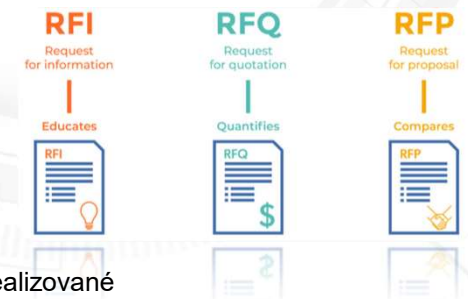 RFI
Request
for information
Educates
RFI
RFQ
Request
for quotation
Quantifies
RFQ
$
RFP
Request
for proposal
Compares
RFP
ealizované